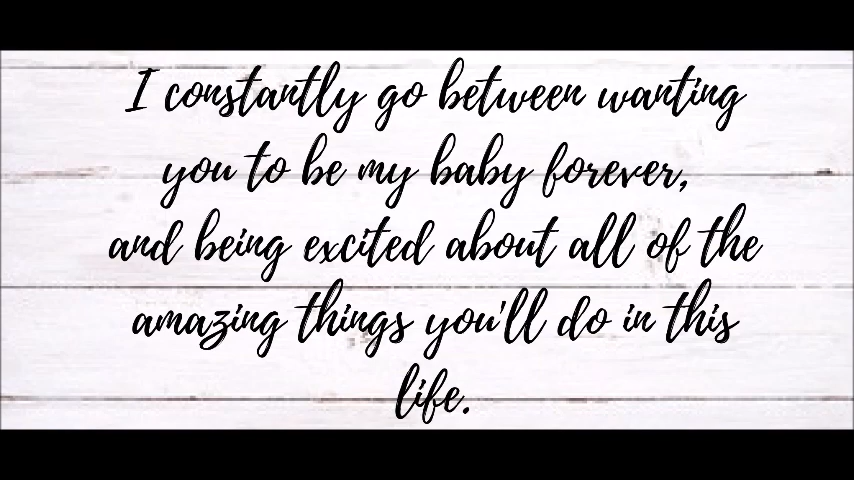 I constantly go between wanting
you to be my baby forever,
and being excited about all of the
amazing things you'll do in this
life.